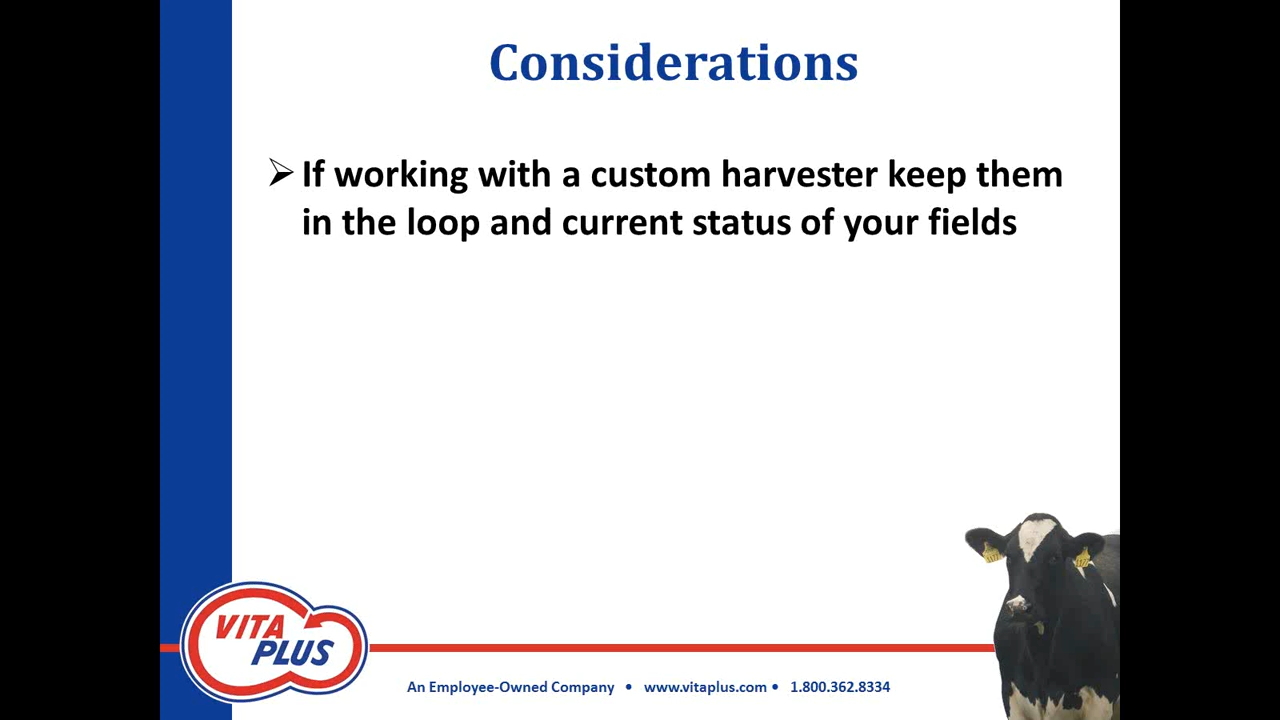 Considerations
➢ If working with a custom harvester keep them
in the loop and current status of your fields
VITA
PLUS
An Employee-Owned Company • www.vitaplus.com • 1.800.362.8334